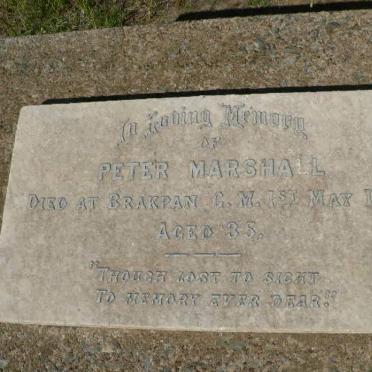 In Loving Memory
OF
PETER MARSHALL
DIED AT BRAKPAN G. M. 1ST MAY
AGED 35.
"THOUGH LOST TO SIGHT
TO MEMORY EVER DEAR."